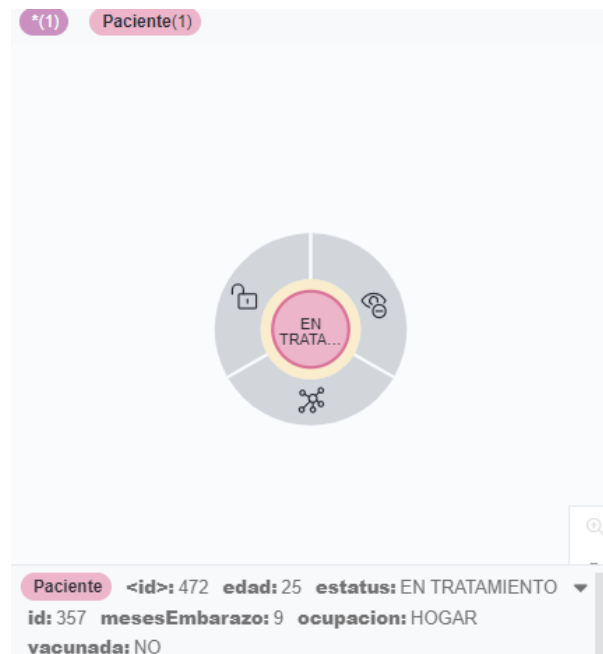 *(1) Paciente(1)
EN
TRATA...
Paciente <id>: 472 edad: 25 estatus: EN TRATAMIENTO
id: 357 mesesEmbarazo: 9 ocupacion: HOGAR
vacunada: NO